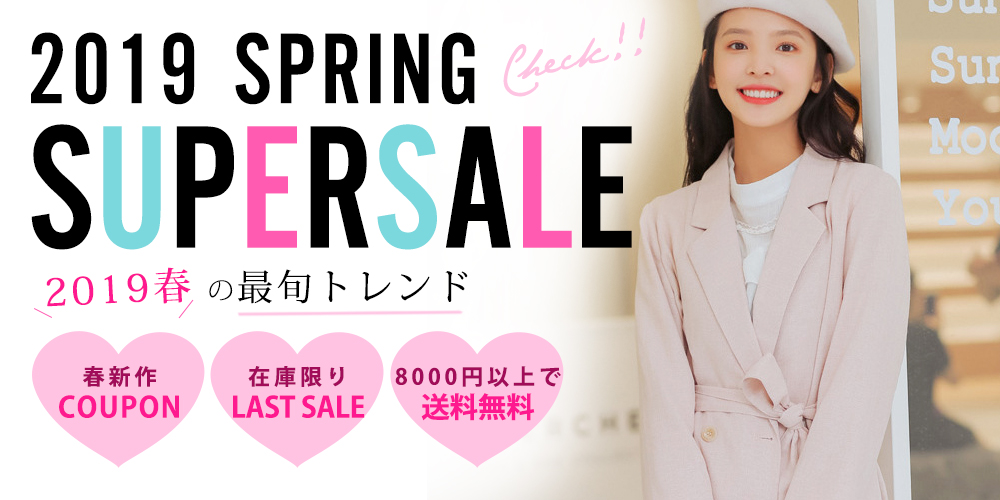 2019 SPRING
Check!!
SUPERSALE
2019春の最旬トレンド
春新作
COUPON
在庫限り
LAST SALE
8000円以上で
送料無料